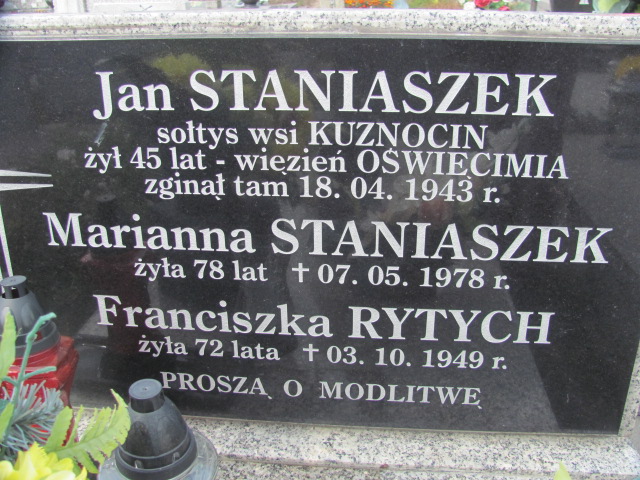 Jan STANIASZEK
sołtys wsi KUZNOCIN
żył 45 lat - więzień OŚWIĘCIMIA
zginął tam 18. 04. 1943 r.
Marianna STANIASZEK
żyła 78 lat † 07. 05. 1978 r.
Franciszka RYTYCH
żyła 72 lata † 03. 10. 1949 r.
PROSZĄ O MODLITWĘ